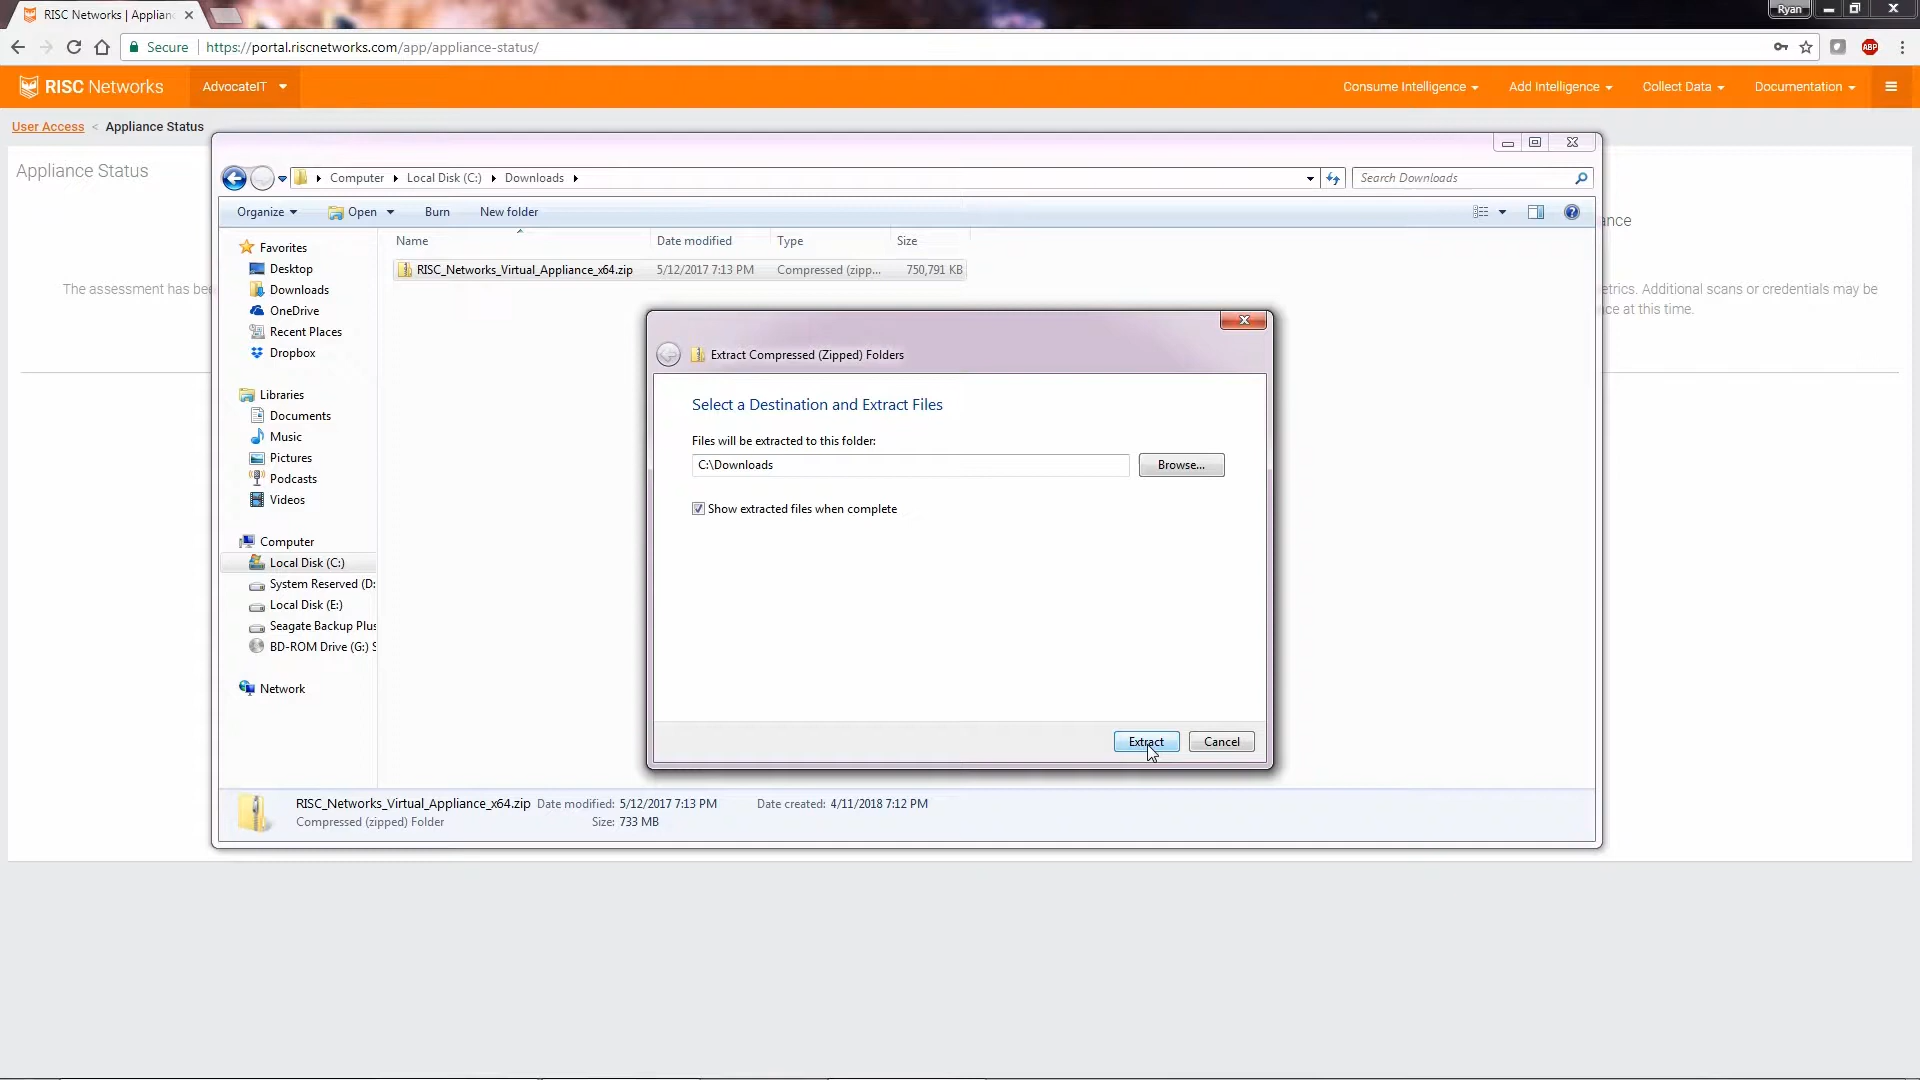 RISC Networks | Applian
Ryan
Secure
https://portal.riscnetworks.com/app/appliance-status/
ABP
RISC Networks
AdvocateIT
Consume Intelligence
Add Intelligence
Collect Data
Documentation
User Access < Appliance Status
Appliance Status
Computer
Local Disk (C:)
Downloads
Search Downloads
Organize
Open
Burn
New folder
Name
Date modified
Type
Size
RISC_Networks_Virtual_Appliance_x64.zip
5/12/2017 7:13 PM
Compressed (zipp...
750,791 KB
Favorites
Desktop
Downloads
OneDrive
Recent Places
Dropbox
Libraries
Documents
Music
Pictures
Podcasts
Videos
Computer
Local Disk (C:)
System Reserved (D:
Local Disk (E:)
Seagate Backup Plus
BD-ROM Drive (G:) S
Network
The assessment has bee
ance
etrics. Additional scans or credentials may be
ce at this time.
Extract Compressed (Zipped) Folders
Select a Destination and Extract Files
Files will be extracted to this folder:
C:\Downloads
Browse...
Show extracted files when complete
Extract
Cancel
RISC_Networks_Virtual_Appliance_x64.zip
Date modified: 5/12/2017 7:13 PM
Date created: 4/11/2018 7:12 PM
Compressed (zipped) Folder
Size: 733 MB